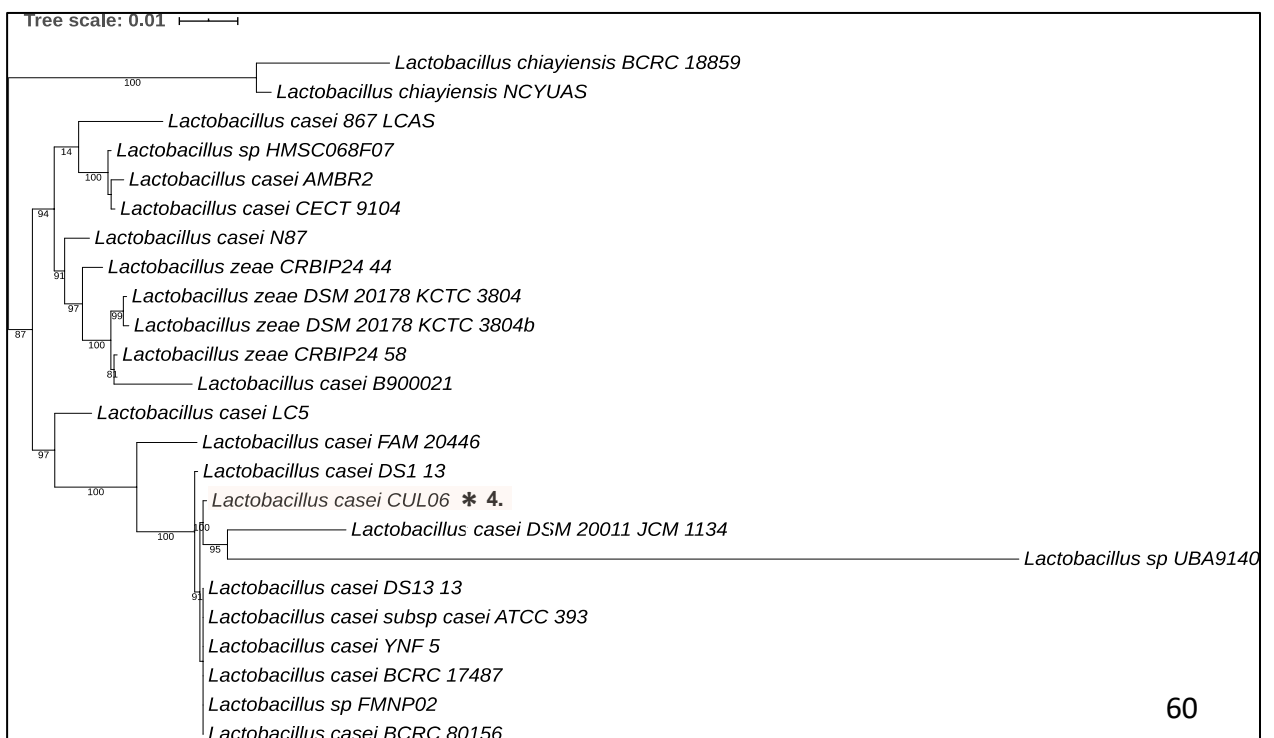 Tree scale: 0.01
Lactobacillus chiayiensis BCRC 18859
100
Lactobacillus chiayiensis NCYUAS
Lactobacillus casei 867 LCAS
14
Lactobacillus sp HMSC068F07
100
Lactobacillus casei AMBR2
Lactobacillus casei CECT 9104
94
Lactobacillus casei N87
Lactobacillus zeae CRBIP24 44
91
Lactobacillus zeae DSM 20178 KCTC 3804
97
99
Lactobacillus zeae DSM 20178 KCTC 3804b
87
100
Lactobacillus zeae CRBIP24 58
81
Lactobacillus casei B900021
Lactobacillus casei LC5
Lactobacillus casei FAM 20446
97
Lactobacillus casei DS1 13
100
Lactobacillus casei CUL06 * 4.
100
Lactobacillus casei DSM 20011 JCM 1134
100
95
Lactobacillus sp UBA9140
Lactobacillus casei DS13 13
91
Lactobacillus casei subsp casei ATCC 393
Lactobacillus casei YNF 5
Lactobacillus casei BCRC 17487
Lactobacillus sp FMNP02
60
Lactobacillus casei BCRC 80156